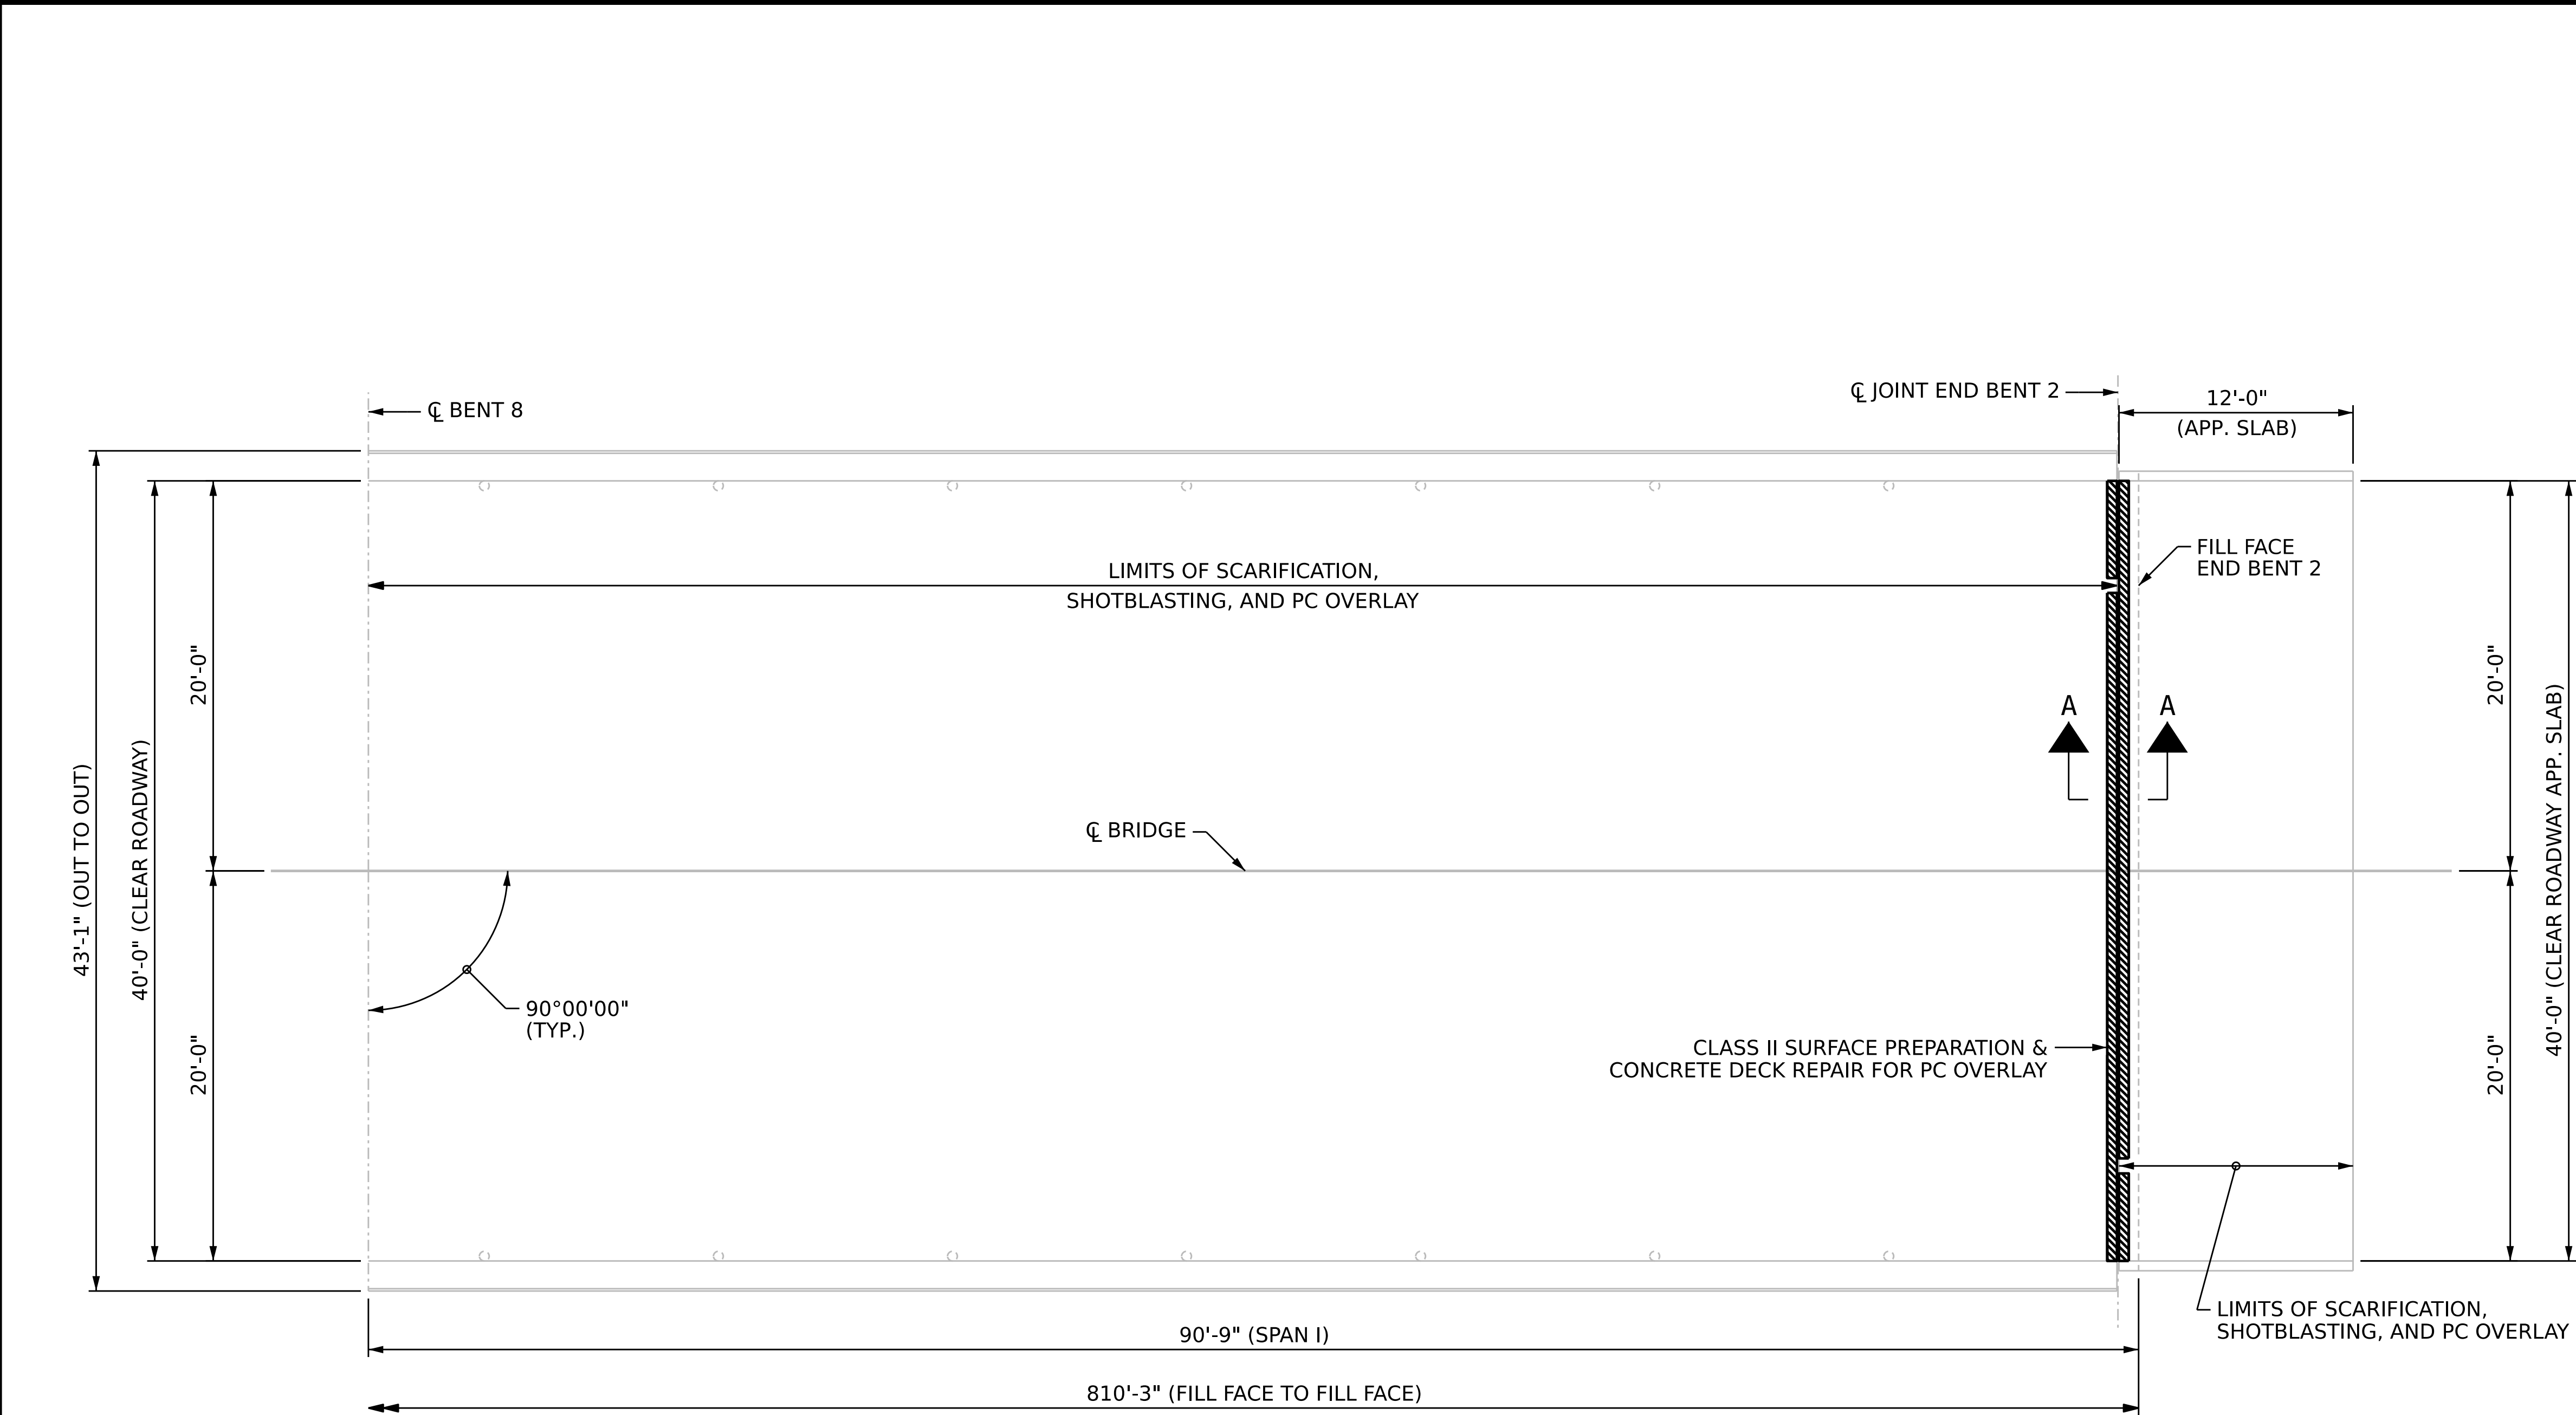 ℄ BENT 8
℄ JOINT END BENT 2
12'-0"
(APP. SLAB)
LIMITS OF SCARIFICATION,
SHOTBLASTING, AND PC OVERLAY
FILL FACE
END BENT 2
20'-0"
20'-0"
A
A
43'-1" (OUT TO OUT)
40'-0" (CLEAR ROADWAY)
40'-0" (CLEAR ROADWAY APP. SLAB)
℄ BRIDGE
90°00'00"
(TYP.)
CLASS II SURFACE PREPARATION &
CONCRETE DECK REPAIR FOR PC OVERLAY
20'-0"
20'-0"
LIMITS OF SCARIFICATION,
SHOTBLASTING, AND PC OVERLAY
90'-9" (SPAN I)
810'-3" (FILL FACE TO FILL FACE)